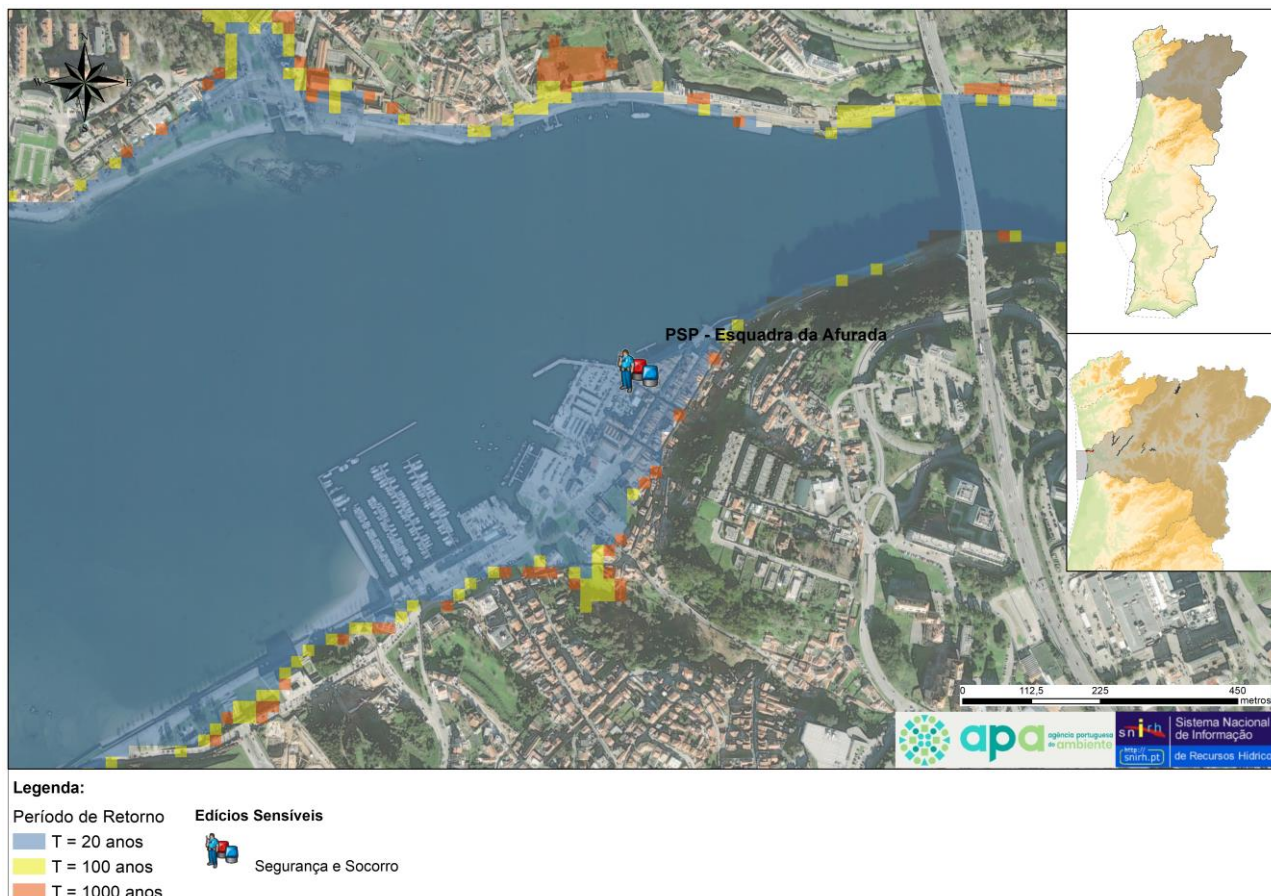 N
E
S
W
PSP - Esquadra da Afurada
0 112,5 225 450
metros
apa agência portuguesa
do ambiente
snirh
http://
snirh.pt
Sistema Nacional
de Informação
de Recursos Hídrico
Legenda:
Período de Retorno
T = 20 anos
T = 100 anos
T = 1000 anos
Edícios Sensíveis
Segurança e Socorro